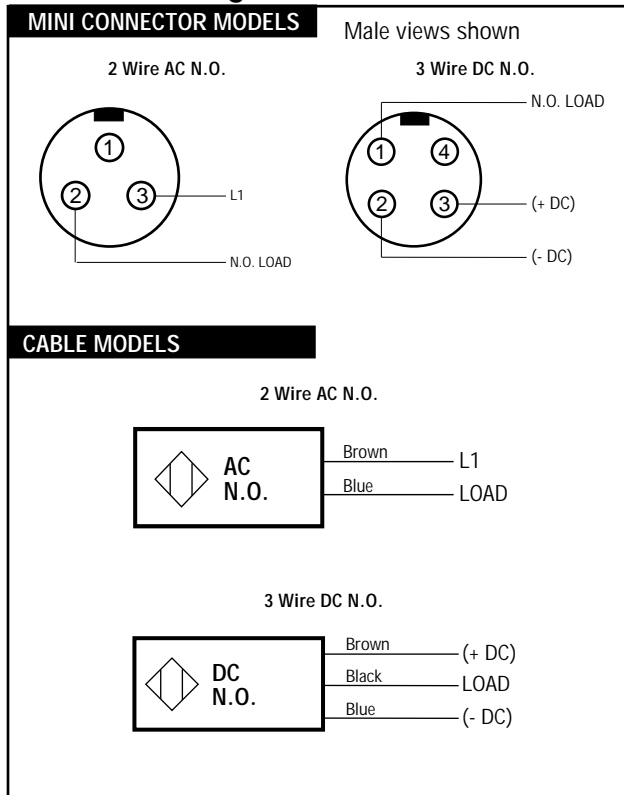 MINI CONNECTOR MODELS
Male views shown
2 Wire AC N.O.
1
2
3
L1
N.O. LOAD
3 Wire DC N.O.
N.O. LOAD
1
4
2
3
(+ DC)
(- DC)
CABLE MODELS
2 Wire AC N.O.
AC
N.O.
Brown
L1
Blue
LOAD
3 Wire DC N.O.
DC
N.O.
Brown
(+ DC)
Black
LOAD
Blue
(- DC)